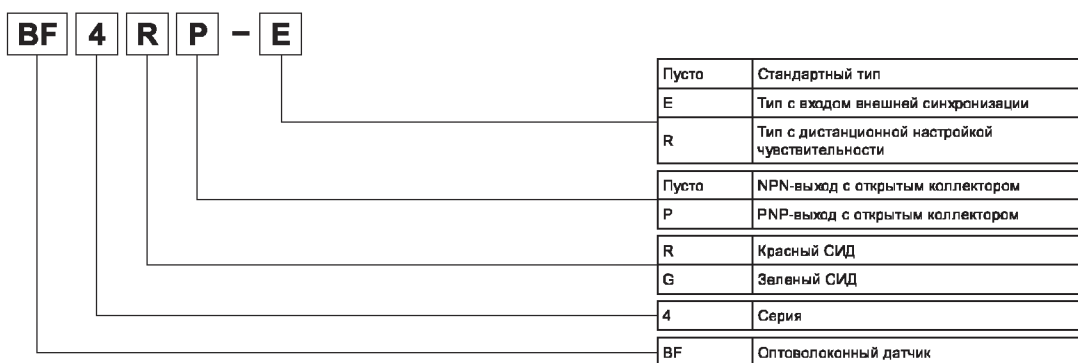 BF 4 R P – E
Пусто Стандартный тип
E Тип с входом внешней синхронизации
R Тип с дистанционной настройкой
чувствительности
Пусто NPN-выход с открытым коллектором
P PNP-выход с открытым коллектором
R Красный СИД
G Зеленый СИД
4 Серия
BF Оптоволоконный датчик